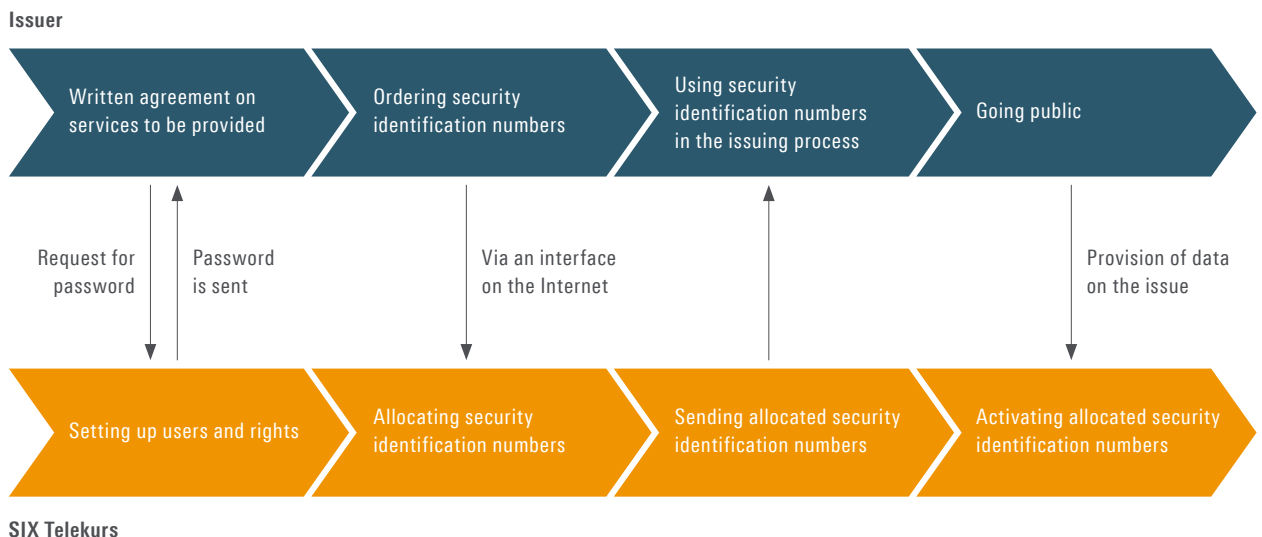 Issuer
Written agreement on
services to be provided
Ordering security
identification numbers
Using security
identification numbers
in the issuing process
Going public
Request for
password
Password
is sent
Via an interface
on the Internet
Provision of data
on the issue
Setting up users and rights
Allocating security
identification numbers
Sending allocated security
identification numbers
Activating allocated security
identification numbers
SIX Telekurs